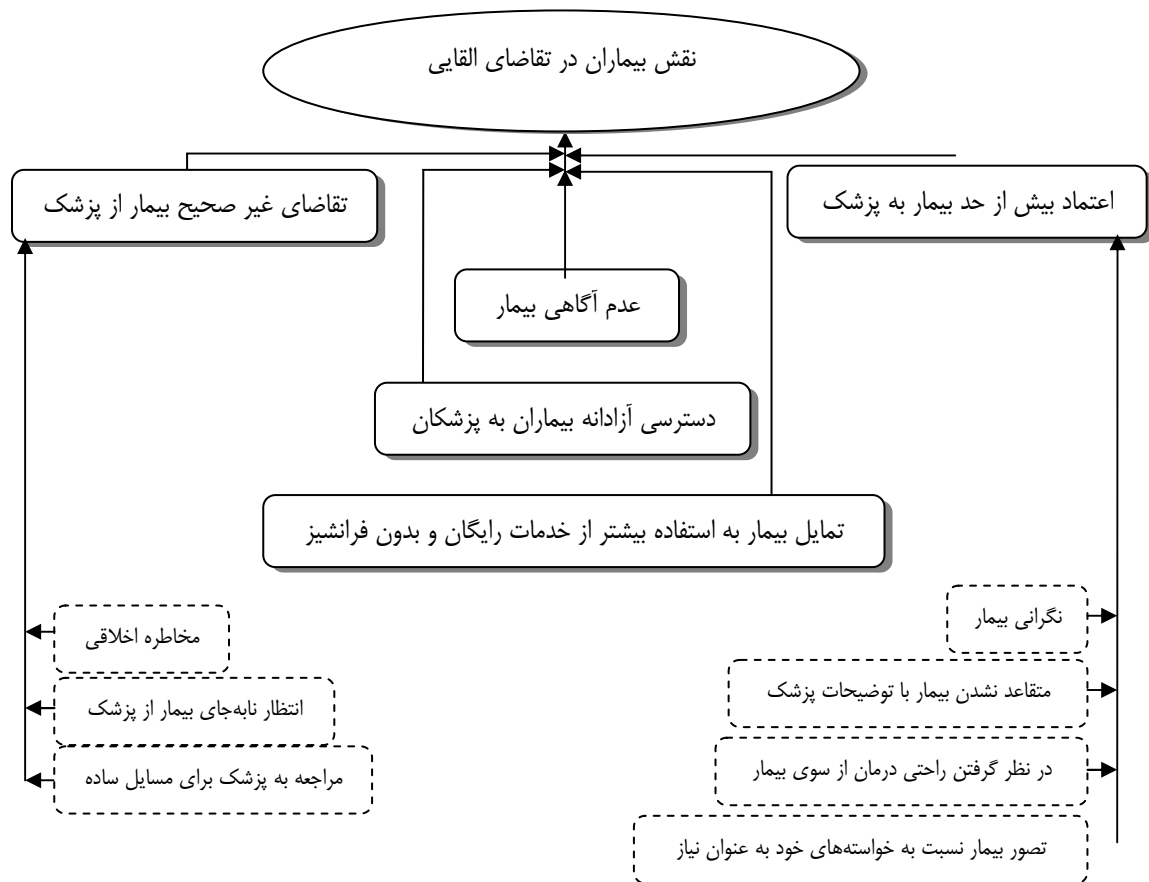 نقش بیماران در تقاضای القایی
اعتماد بیش از حد بیمار به پزشک
تقاضای غیر صحیح بیمار از پزشک
عدم آگاهی بیمار
دسترسی آزادانه بیماران به پزشکان
تمایل بیمار به استفاده بیشتر از خدمات رایگان و بدون فرانشیز
نگرانی بیمار
متقاعد نشدن بیمار با توضیحات پزشک
در نظر گرفتن راحتی درمان از سوی بیمار
تصور بیمار نسبت به خواسته‌های خود به عنوان نیاز
مخاطره اخلاقی
انتظار نابه‌جای بیمار از پزشک
مراجعه به پزشک برای مسایل ساده